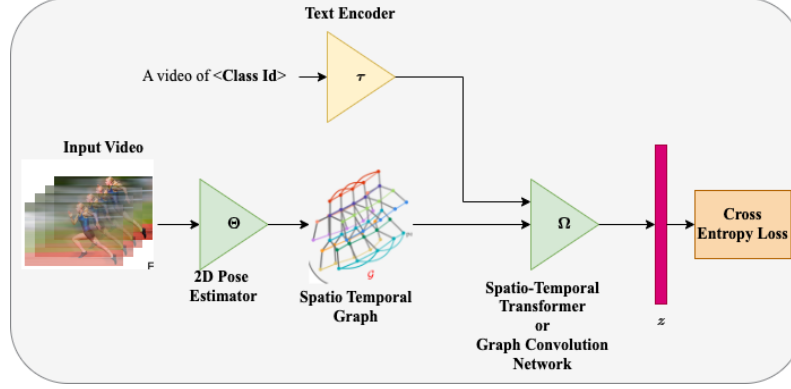 Text Encoder
A video of <Class Id>
τ
Input Video
F
Θ
2D Pose
Estimator
G
Spatio Temporal
Graph
Ω
Spatio-Temporal
Transformer
or
Graph Convolution
Network
z
Cross
Entropy Loss